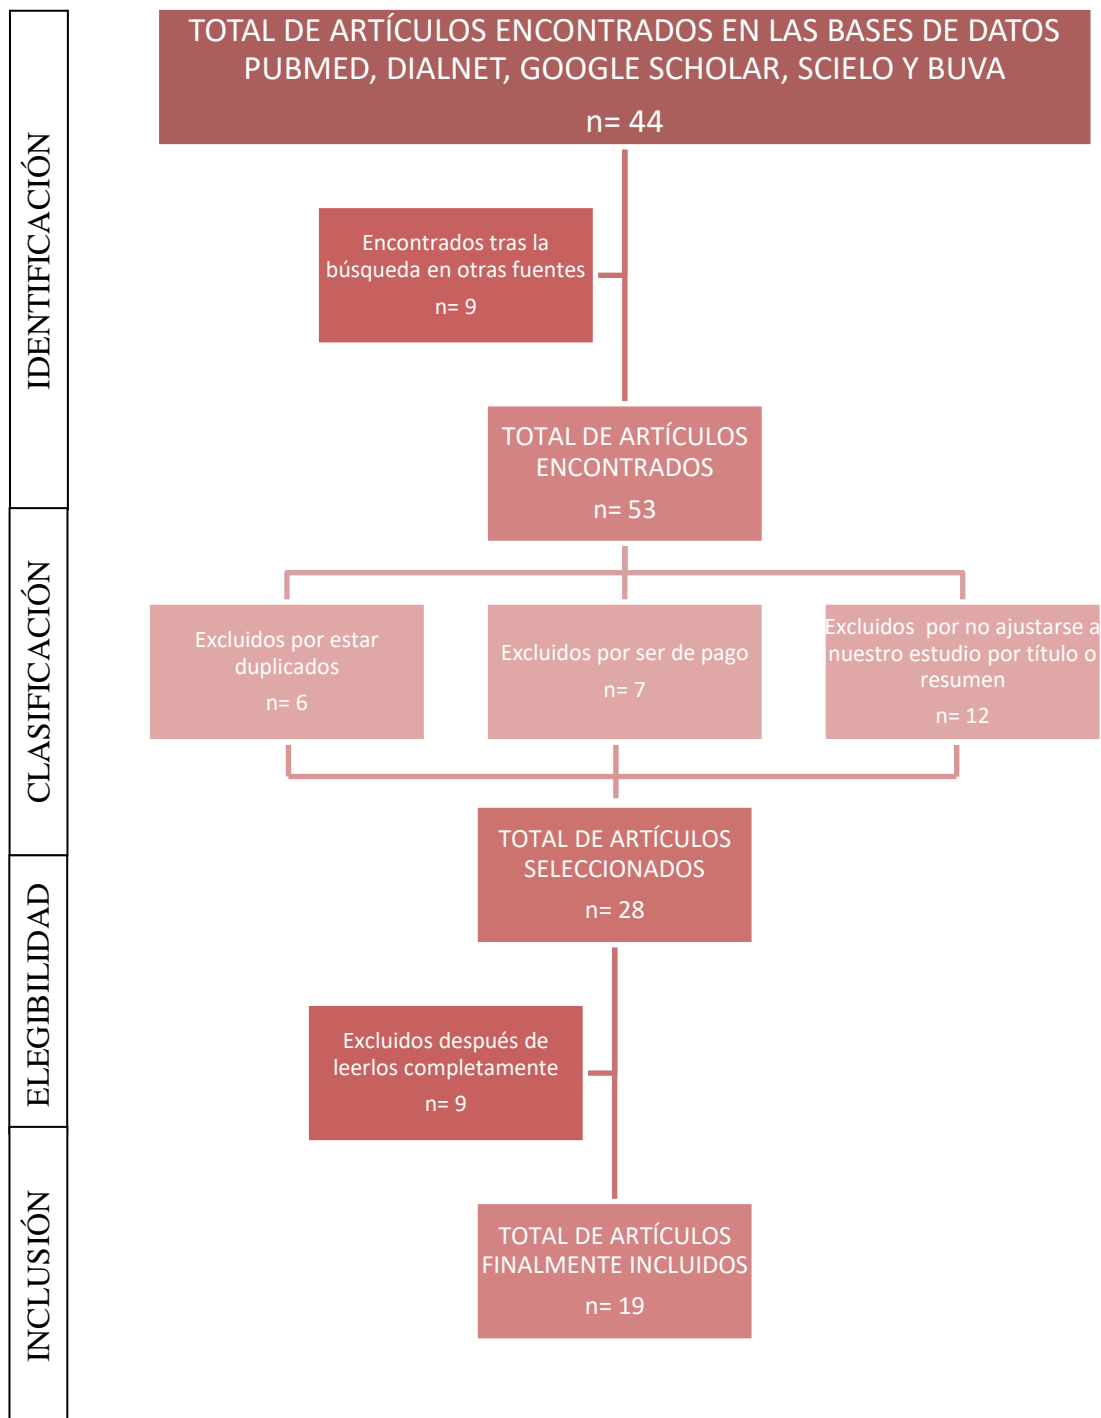 TOTAL DE ARTÍCULOS ENCONTRADOS EN LAS BASES DE DATOS
PUBMED, DIALNET, GOOGLE SCHOLAR, SCIELO Y BUVA
n= 44
IDENTIFICACIÓN
Encontrados tras la
búsqueda en otras fuentes
n= 9
TOTAL DE ARTÍCULOS
ENCONTRADOS
n= 53
CLASIFICACIÓN
Excluidos por estar
duplicados
n= 6
Excluidos por ser de pago
n= 7
Excluidos por no ajustarse a
nuestro estudio por título o
resumen
n= 12
TOTAL DE ARTÍCULOS
SELECCIONADOS
n= 28
ELEGIBILIDAD
Excluidos después de
leerlos completamente
n= 9
INCLUSIÓN
TOTAL DE ARTÍCULOS
FINALMENTE INCLUIDOS
n= 19